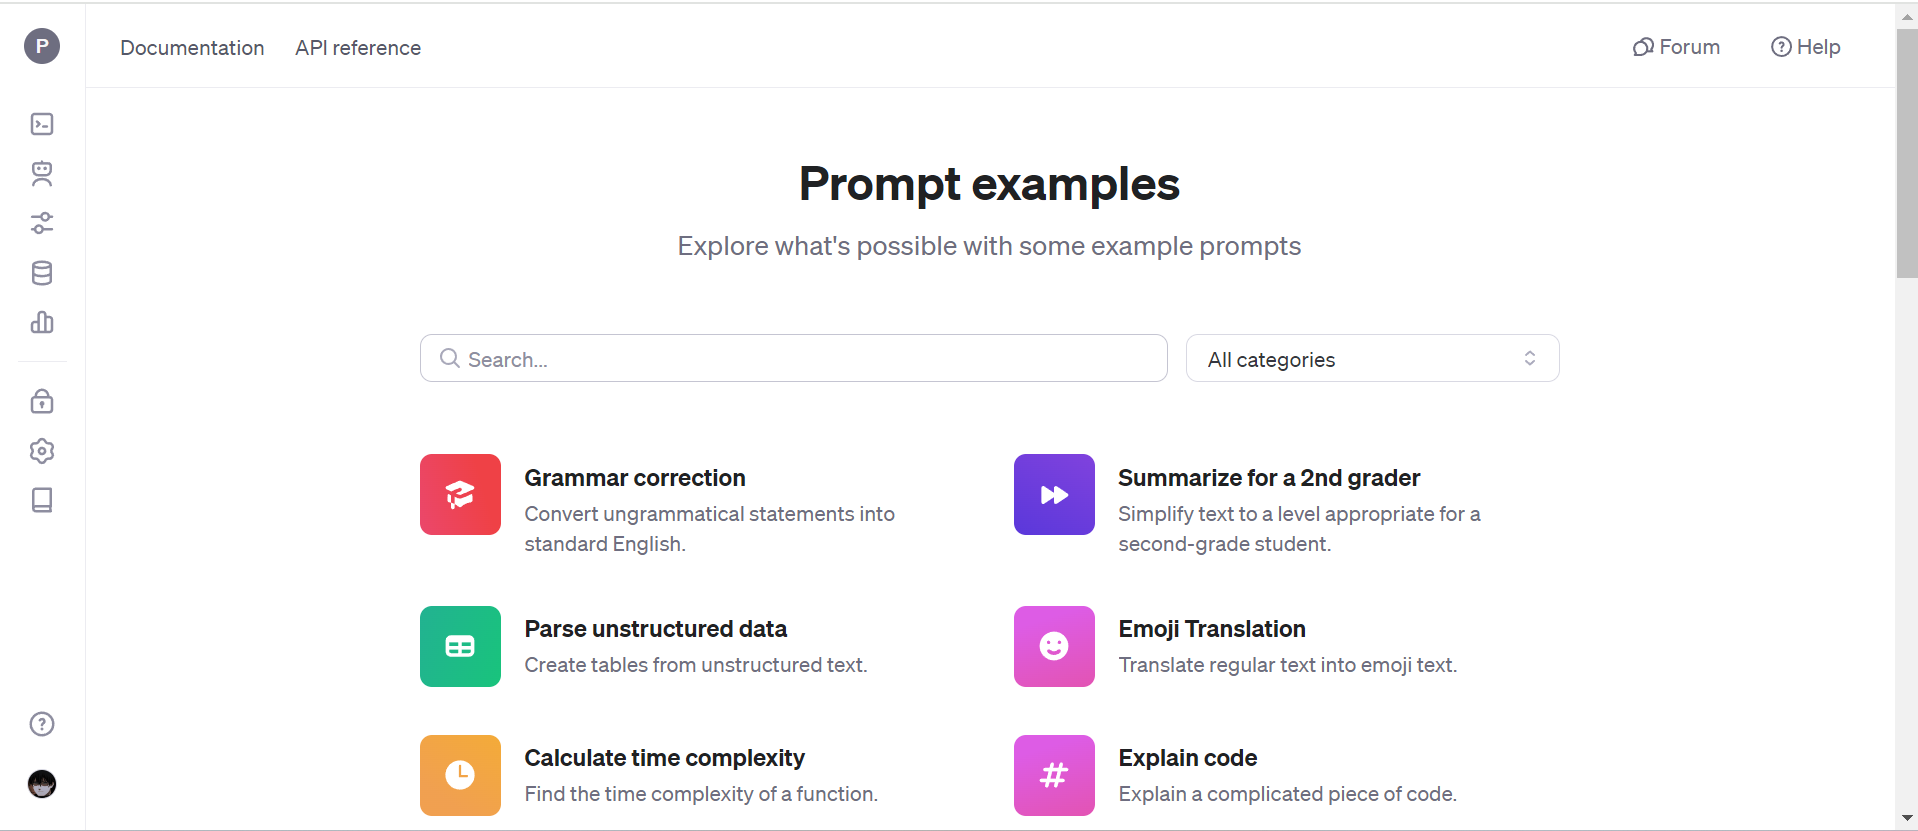 P
Documentation
API reference
Forum
Help
Prompt examples
Explore what's possible with some example prompts
Search...
All categories
Grammar correction
Convert ungrammatical statements into
standard English.
Summarize for a 2nd grader
Simplify text to a level appropriate for a
second-grade student.
Parse unstructured data
Create tables from unstructured text.
Emoji Translation
Translate regular text into emoji text.
Calculate time complexity
Find the time complexity of a function.
Explain code
Explain a complicated piece of code.